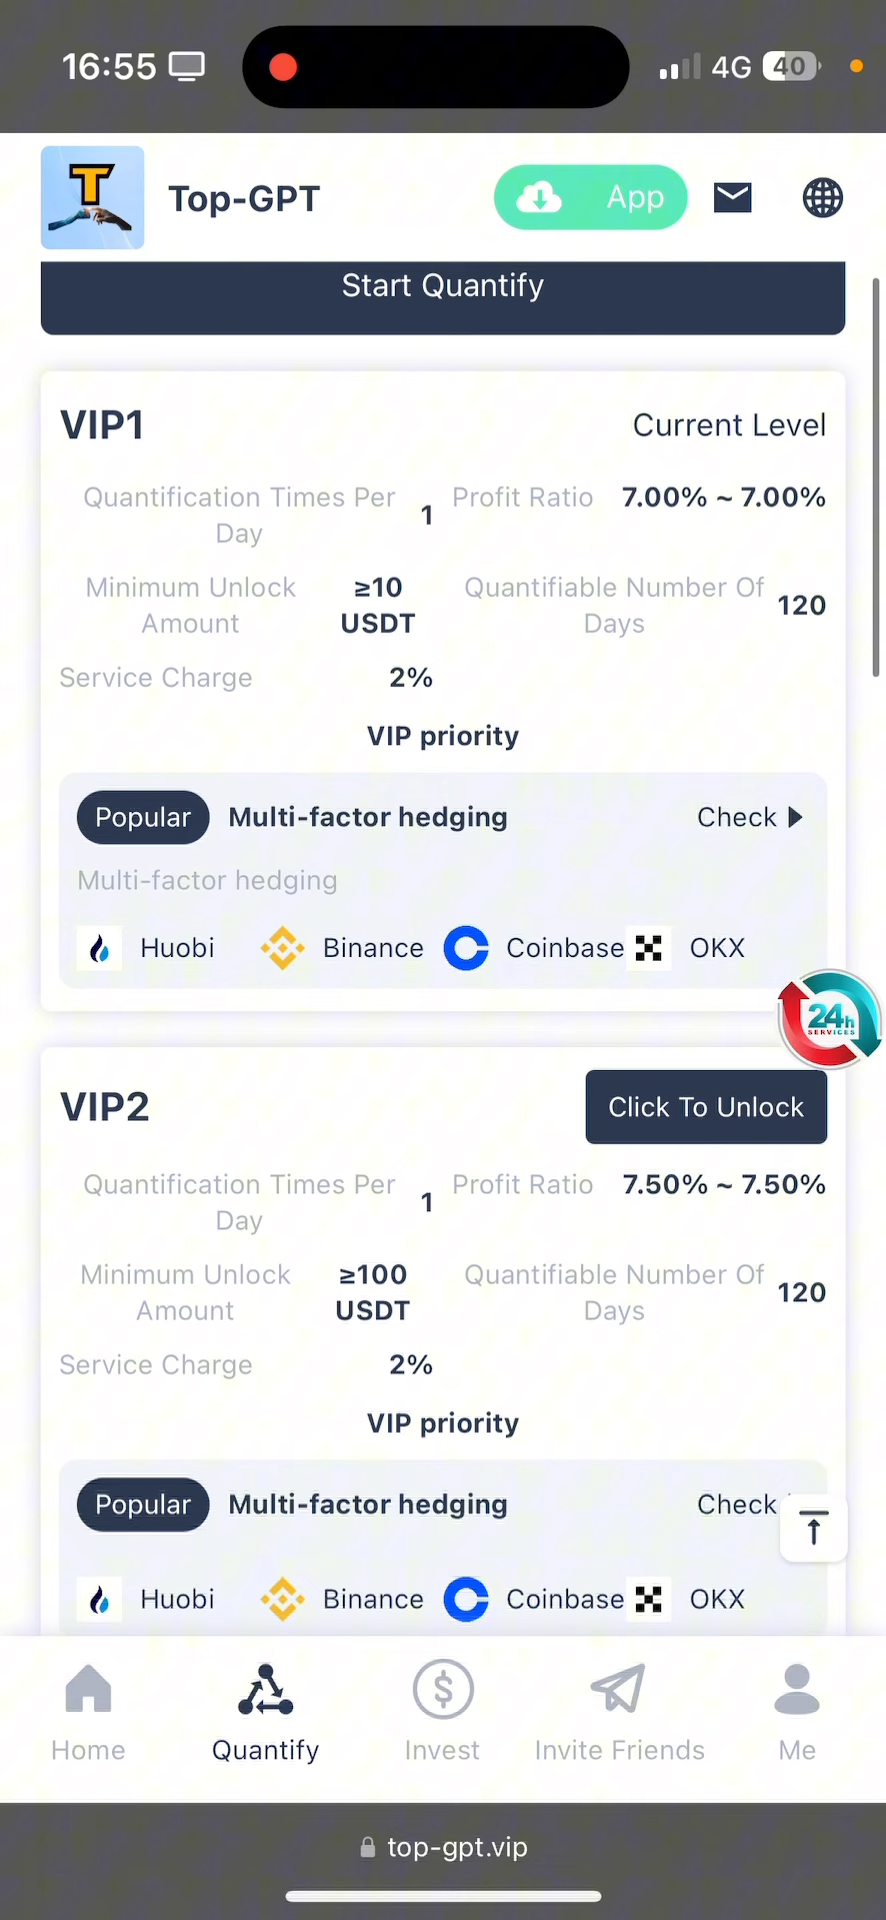 16:55
4G 40
T
Top-GPT
App
Start Quantify
VIP1
Current Level
Quantification Times Per Day
1
Profit Ratio
7.00% ~ 7.00%
Minimum Unlock Amount
≥10 USDT
Quantifiable Number Of Days
120
Service Charge
2%
VIP priority
Popular
Multi-factor hedging
Check
Multi-factor hedging
Huobi
Binance
Coinbase
OKX
24h
SERVICES
VIP2
Click To Unlock
Quantification Times Per Day
1
Profit Ratio
7.50% ~ 7.50%
Minimum Unlock Amount
≥100 USDT
Quantifiable Number Of Days
120
Service Charge
2%
VIP priority
Popular
Multi-factor hedging
Check
Huobi
Binance
Coinbase
OKX
Home
Quantify
Invest
Invite Friends
Me
top-gpt.vip